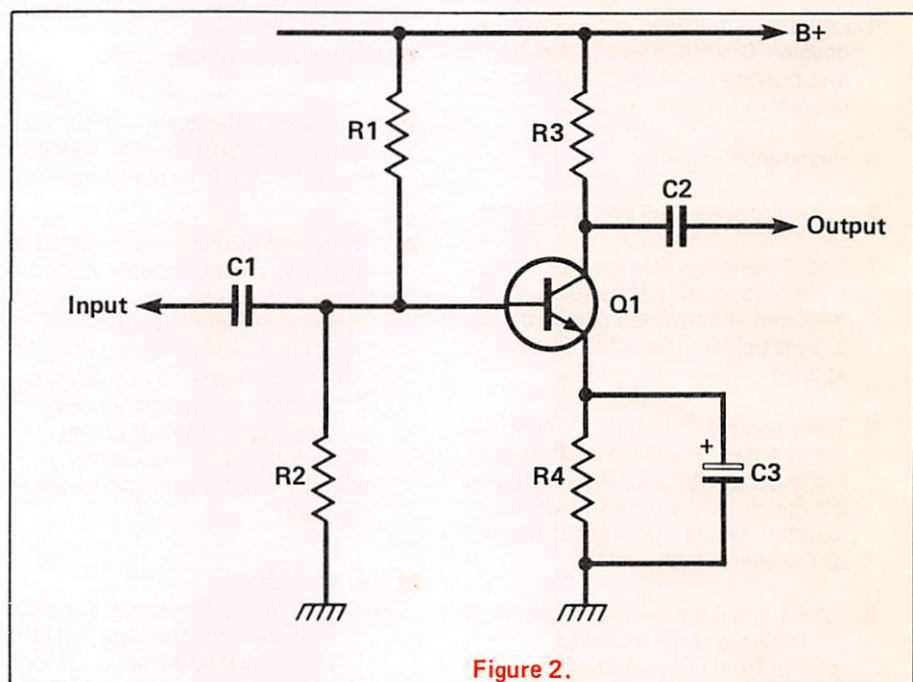 B+
R1
R3
C2
Output
C1
Input
Q1
R2
R4
+
C3
Figure 2.